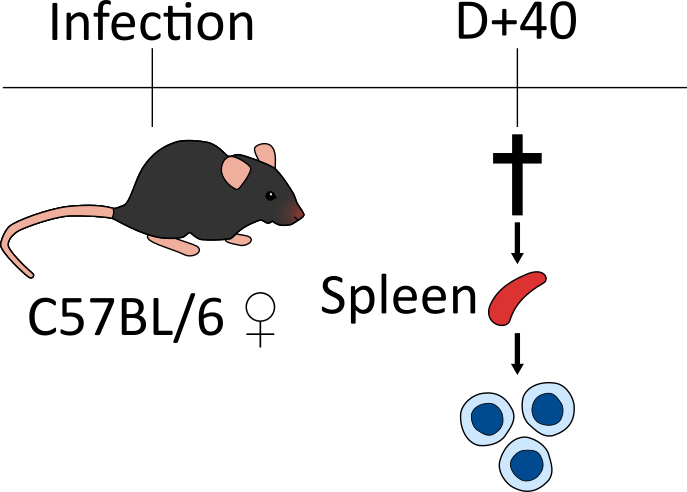 Infection
D+40
C57BL/6 ♀
Spleen